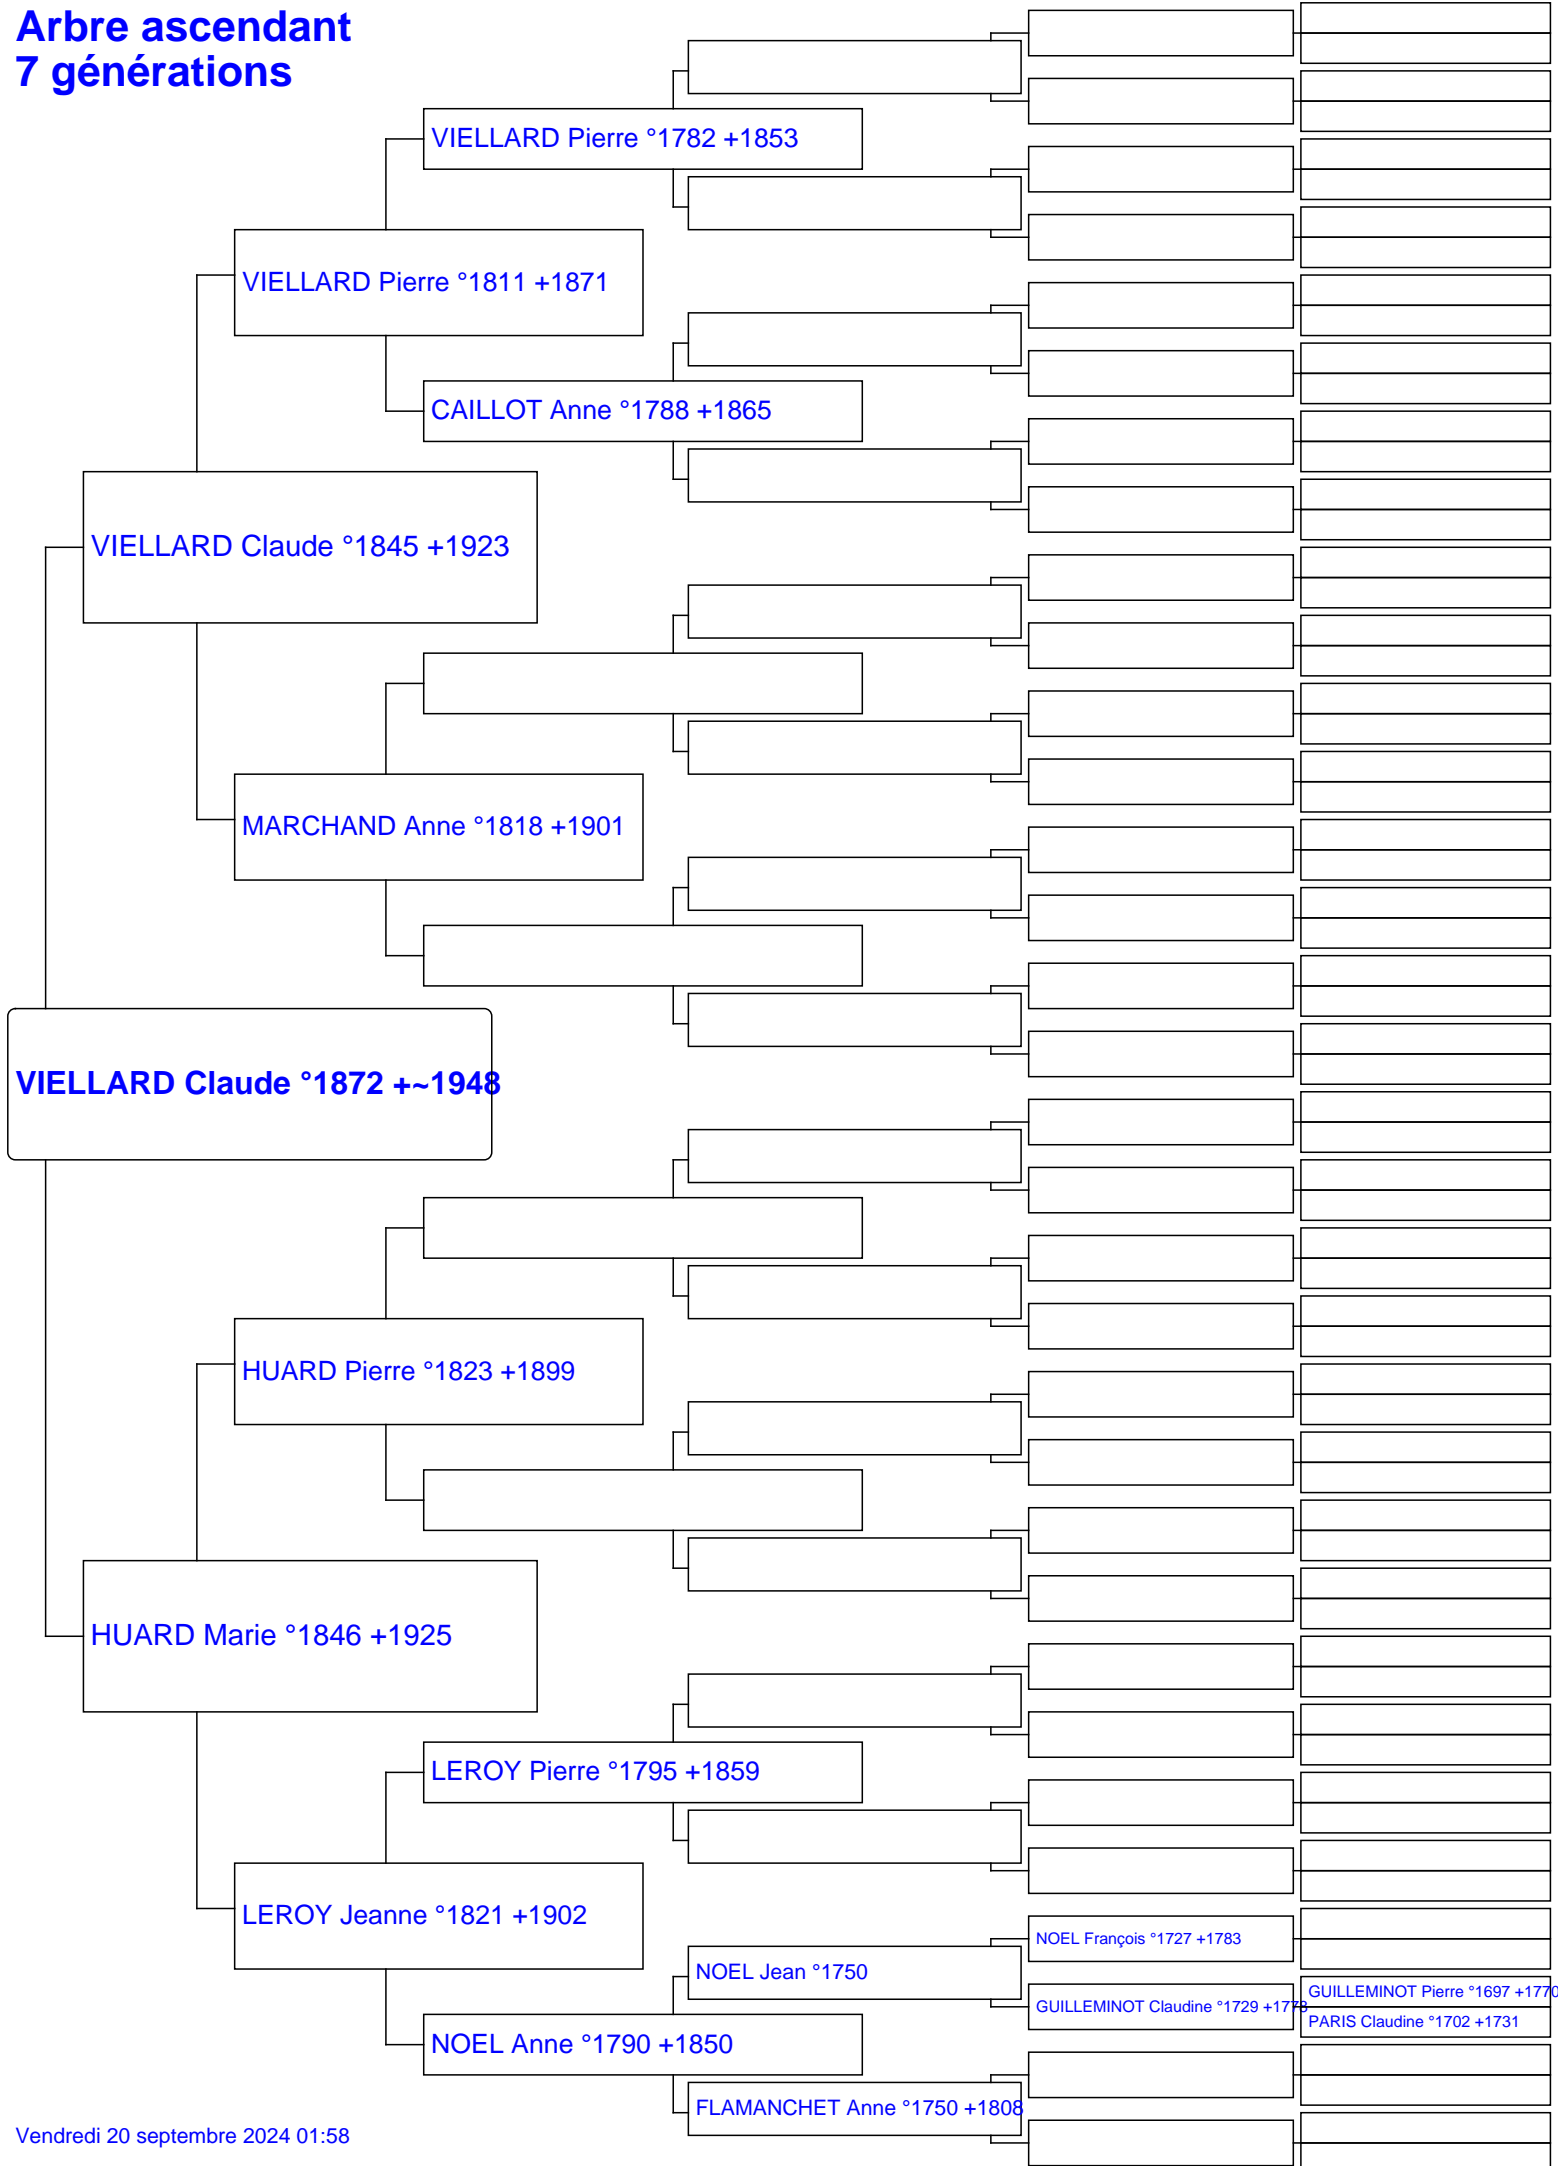 Arbre ascendant
7 générations
VIELLARD Pierre °1782 +1853
VIELLARD Pierre °1811 +1871
CAILLOT Anne °1788 +1865
VIELLARD Claude °1845 +1923
MARCHAND Anne °1818 +1901
VIELLARD Claude °1872 +~1948
HUARD Pierre °1823 +1899
HUARD Marie °1846 +1925
LEROY Pierre °1795 +1859
LEROY Jeanne °1821 +1902
NOEL François °1727 +1783
NOEL Jean °1750
GUILLEMINOT Pierre °1697 +1770
GUILLEMINOT Claudine °1729 +1778
PARIS Claudine °1702 +1731
NOEL Anne °1790 +1850
FLAMANCHET Anne °1750 +1808
Vendredi 20 septembre 2024 01:58